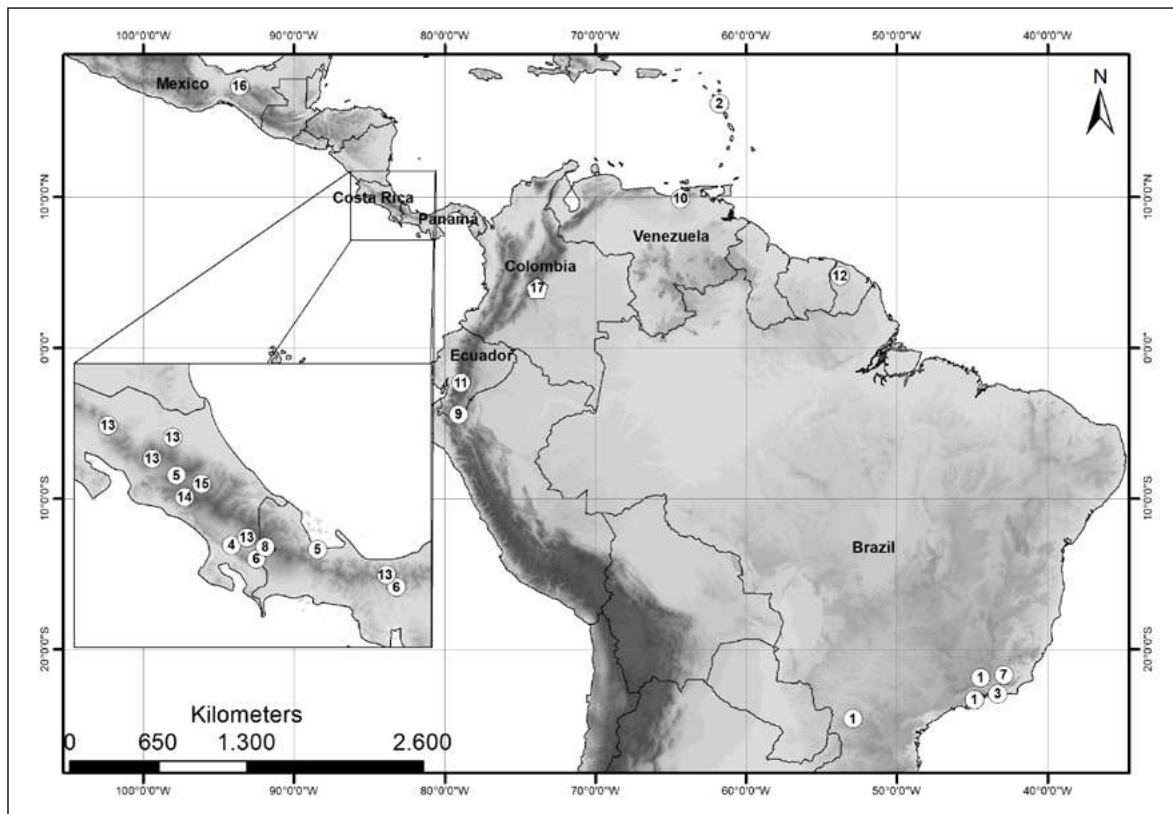 100°0'0"W 90°0'0"W 80°0'0"W 70°0'0"W 60°0'0"W 50°0'0"W 40°0'0"W
N
Mexico
16
2
10°0'0"N
Costa Rica
Panamá
10
10°0'0"N
Venezuela
Colombia
17
12
0°0'0"
Ecuador
0°0'0"
11
9
13
13
13
5
15
14
10°0'0"S
10°0'0"S
4
13
8
6
5
13
6
Brazil
20°0'0"S
20°0'0"S
1
7
1
3
1
Kilometers
0 650 1.300 2.600
100°0'0"W 90°0'0"W 80°0'0"W 70°0'0"W 60°0'0"W 50°0'0"W 40°0'0"W